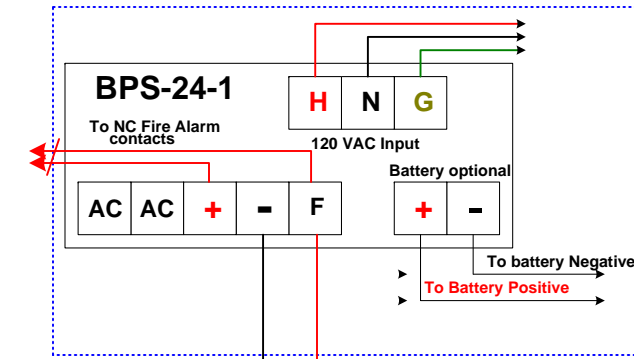 BPS-24-1
H N G
To NC Fire Alarm
contacts
120 VAC Input
Battery optional
AC AC + - F
+ -
To battery Negative
To Battery Positive